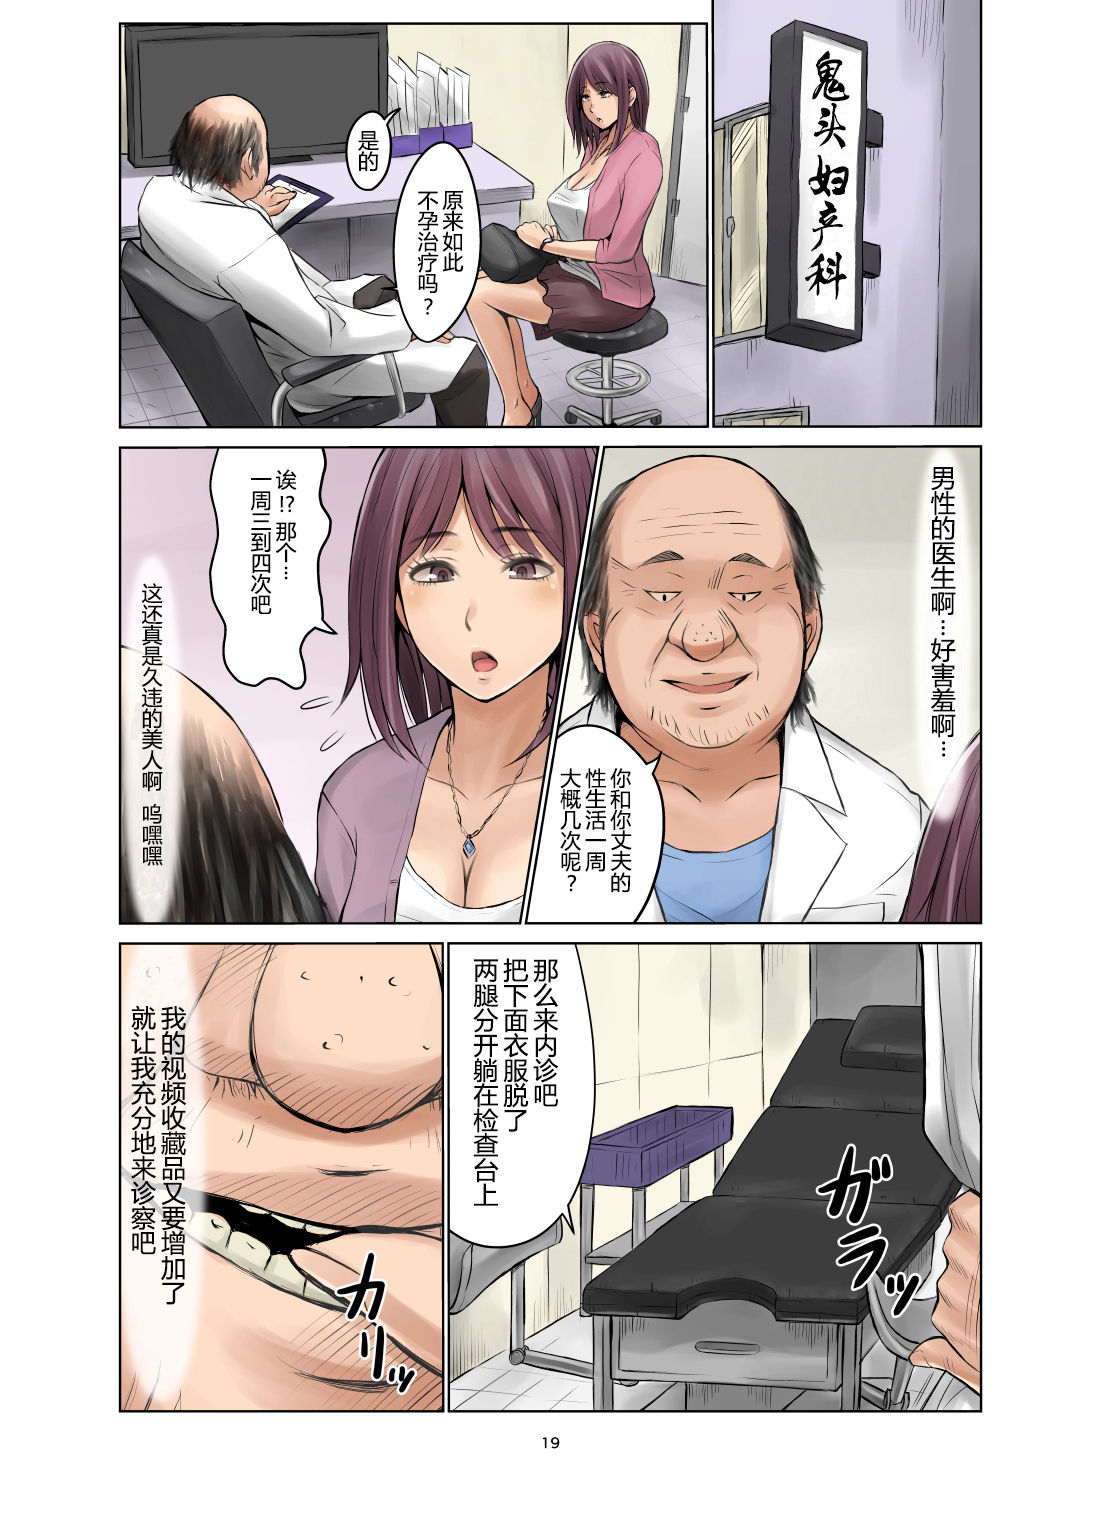 鬼头妇产科
原来如此
不孕治疗吗？
是的
男性的医生啊…好害羞啊…
你和你丈夫的
性生活一周
大概几次呢？
诶!?那个…
一周三到四次吧
这还真是久违的美人啊 呜嘿嘿
那么来内诊吧
把下面衣服脱了
两腿分开躺在检查台上
ガラッ
我的视频收藏品又要增加了
就让我充分地来诊察吧
カリッ
19